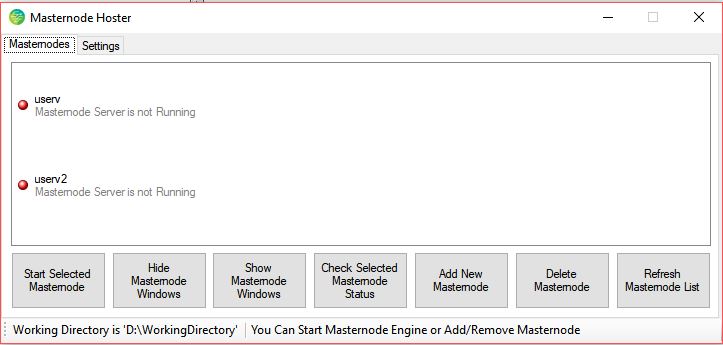 Masternode Hoster
Masternodes Settings
userv
Masternode Server is not Running
userv2
Masternode Server is not Running
Start Selected
Masternode
Hide
Masternode
Windows
Show
Masternode
Windows
Check Selected
Masternode
Status
Add New
Masternode
Delete
Masternode
Refresh
Masternode List
Working Directory is 'D:\WorkingDirectory' You Can Start Masternode Engine or Add/Remove Masternode